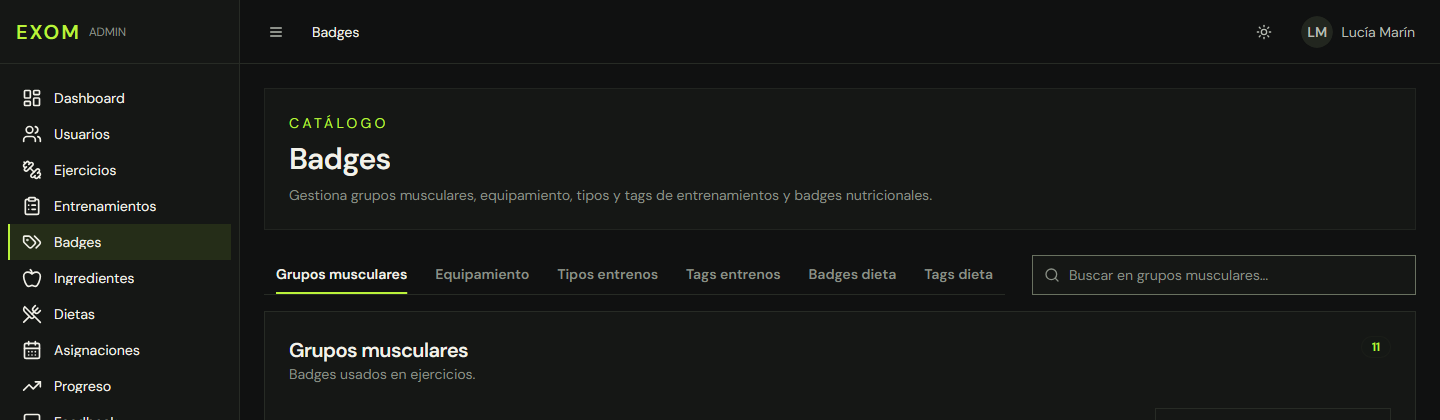 EXOM ADMIN
Badges
LM Lucía Marín
Dashboard
Usuarios
Ejercicios
Entrenamientos
Badges
Ingredientes
Dietas
Asignaciones
Progreso
CATÁLOGO
Badges
Gestiona grupos musculares, equipamiento, tipos y tags de entrenamientos y badges nutricionales.
Grupos musculares Equipamiento Tipos entrenos Tags entrenos Badges dieta Tags dieta
Buscar en grupos musculares...
Grupos musculares
11
Badges usados en ejercicios.